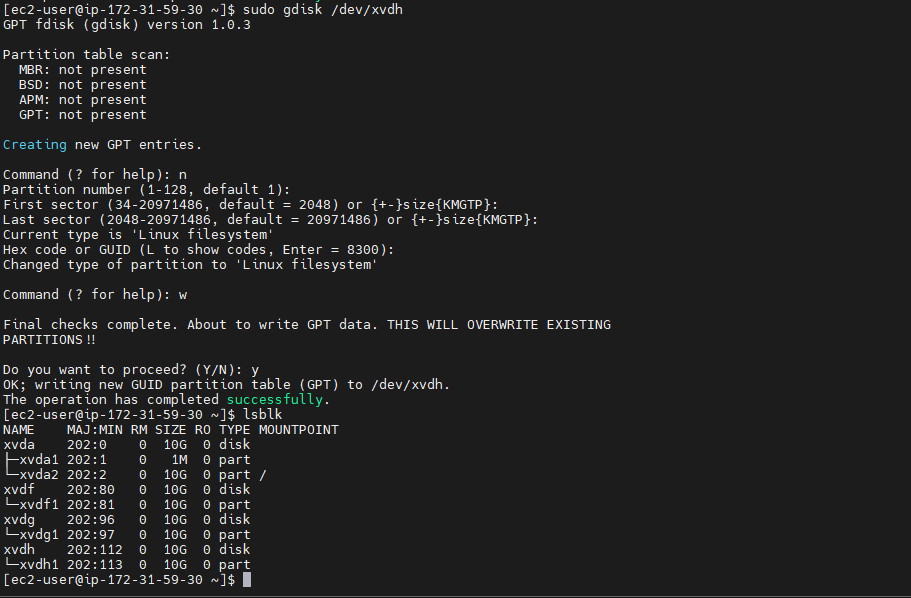 [ec2-user@ip-172-31-59-30 ~]$ sudo gdisk /dev/xvdh
GPT fdisk (gdisk) version 1.0.3

Partition table scan:
  MBR: not present
  BSD: not present
  APM: not present
  GPT: not present

Creating new GPT entries.

Command (? for help): n
Partition number (1-128, default 1):
First sector (34-20971486, default = 2048) or {+-}size{KMGTP}:
Last sector (2048-20971486, default = 20971486) or {+-}size{KMGTP}:
Current type is 'Linux filesystem'
Hex code or GUID (L to show codes, Enter = 8300):
Changed type of partition to 'Linux filesystem'

Command (? for help): w

Final checks complete. About to write GPT data. THIS WILL OVERWRITE EXISTING
PARTITIONS!!

Do you want to proceed? (Y/N): y
OK; writing new GUID partition table (GPT) to /dev/xvdh.
The operation has completed successfully.
[ec2-user@ip-172-31-59-30 ~]$ lsblk
NAME    MAJ:MIN RM SIZE RO TYPE MOUNTPOINT
xvda    202:0    0  10G  0 disk
├─xvda1 202:1    0   1M  0 part
└─xvda2 202:2    0  10G  0 part /
xvdf    202:80   0  10G  0 disk
└─xvdf1 202:81   0  10G  0 part
xvdg    202:96   0  10G  0 disk
└─xvdg1 202:97   0  10G  0 part
xvdh    202:112  0  10G  0 disk
└─xvdh1 202:113  0  10G  0 part
[ec2-user@ip-172-31-59-30 ~]$